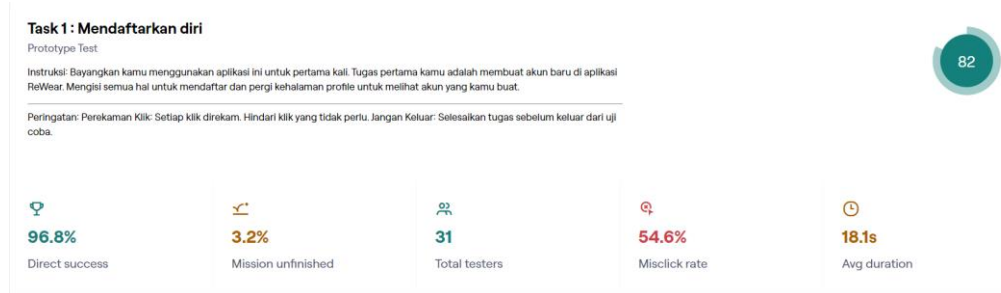 Task 1 : Mendaftarkan diri
Prototype Test
82
Instruksi: Bayangkan kamu menggunakan aplikasi ini untuk pertama kali. Tugas pertama kamu adalah membuat akun baru di aplikasi
ReWear. Mengisi semua hal untuk mendaftar dan pergi kehalaman profile untuk melihat akun yang kamu buat.
Peringatan: Perekaman Klik: Setiap klik direkam. Hindari klik yang tidak perlu. Jangan Keluar: Selesaikan tugas sebelum keluar dari uji
coba.
96.8% 3.2% 31 54.6% 18.1s
Direct success Mission unfinished Total testers Misclick rate Avg duration